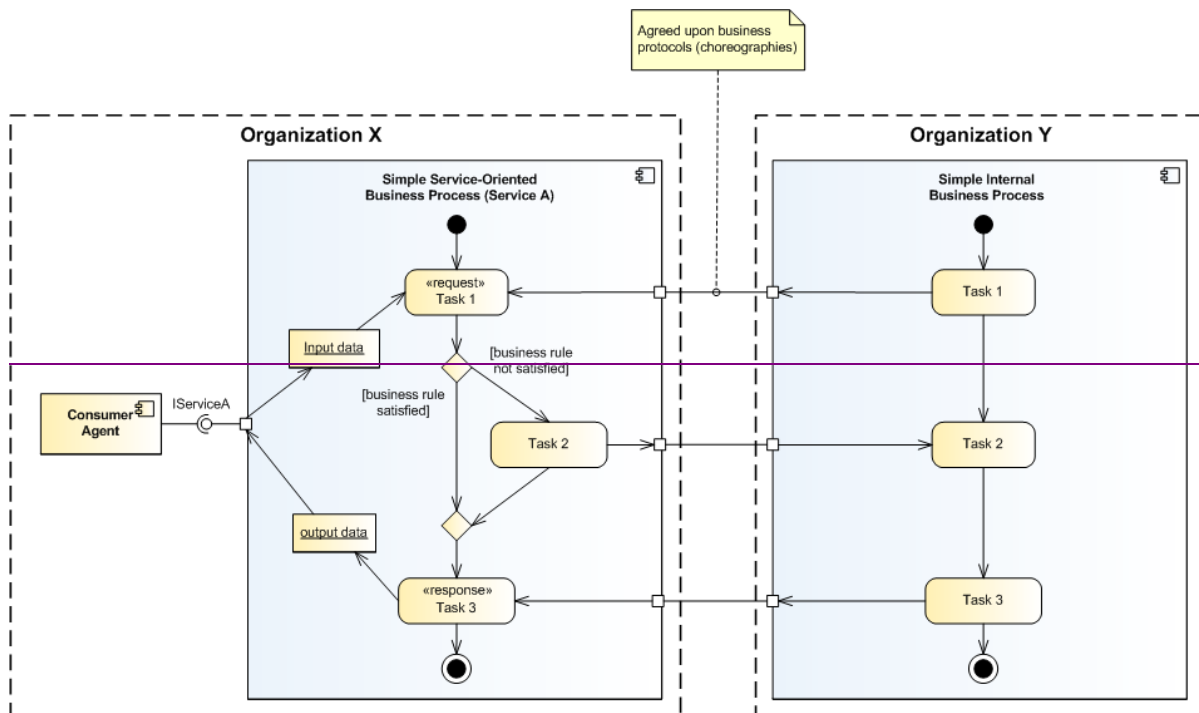 Agreed upon business
protocols (choreographies)
Organization X
Organization Y
Simple Service-Oriented
Business Process (Service A)
Simple Internal
Business Process
«request»
Task 1
Task 1
Input data
[business rule
not satisfied]
[business rule
satisfied]
IServiceA
Consumer
Agent
Task 2
Task 2
output data
«response»
Task 3
Task 3